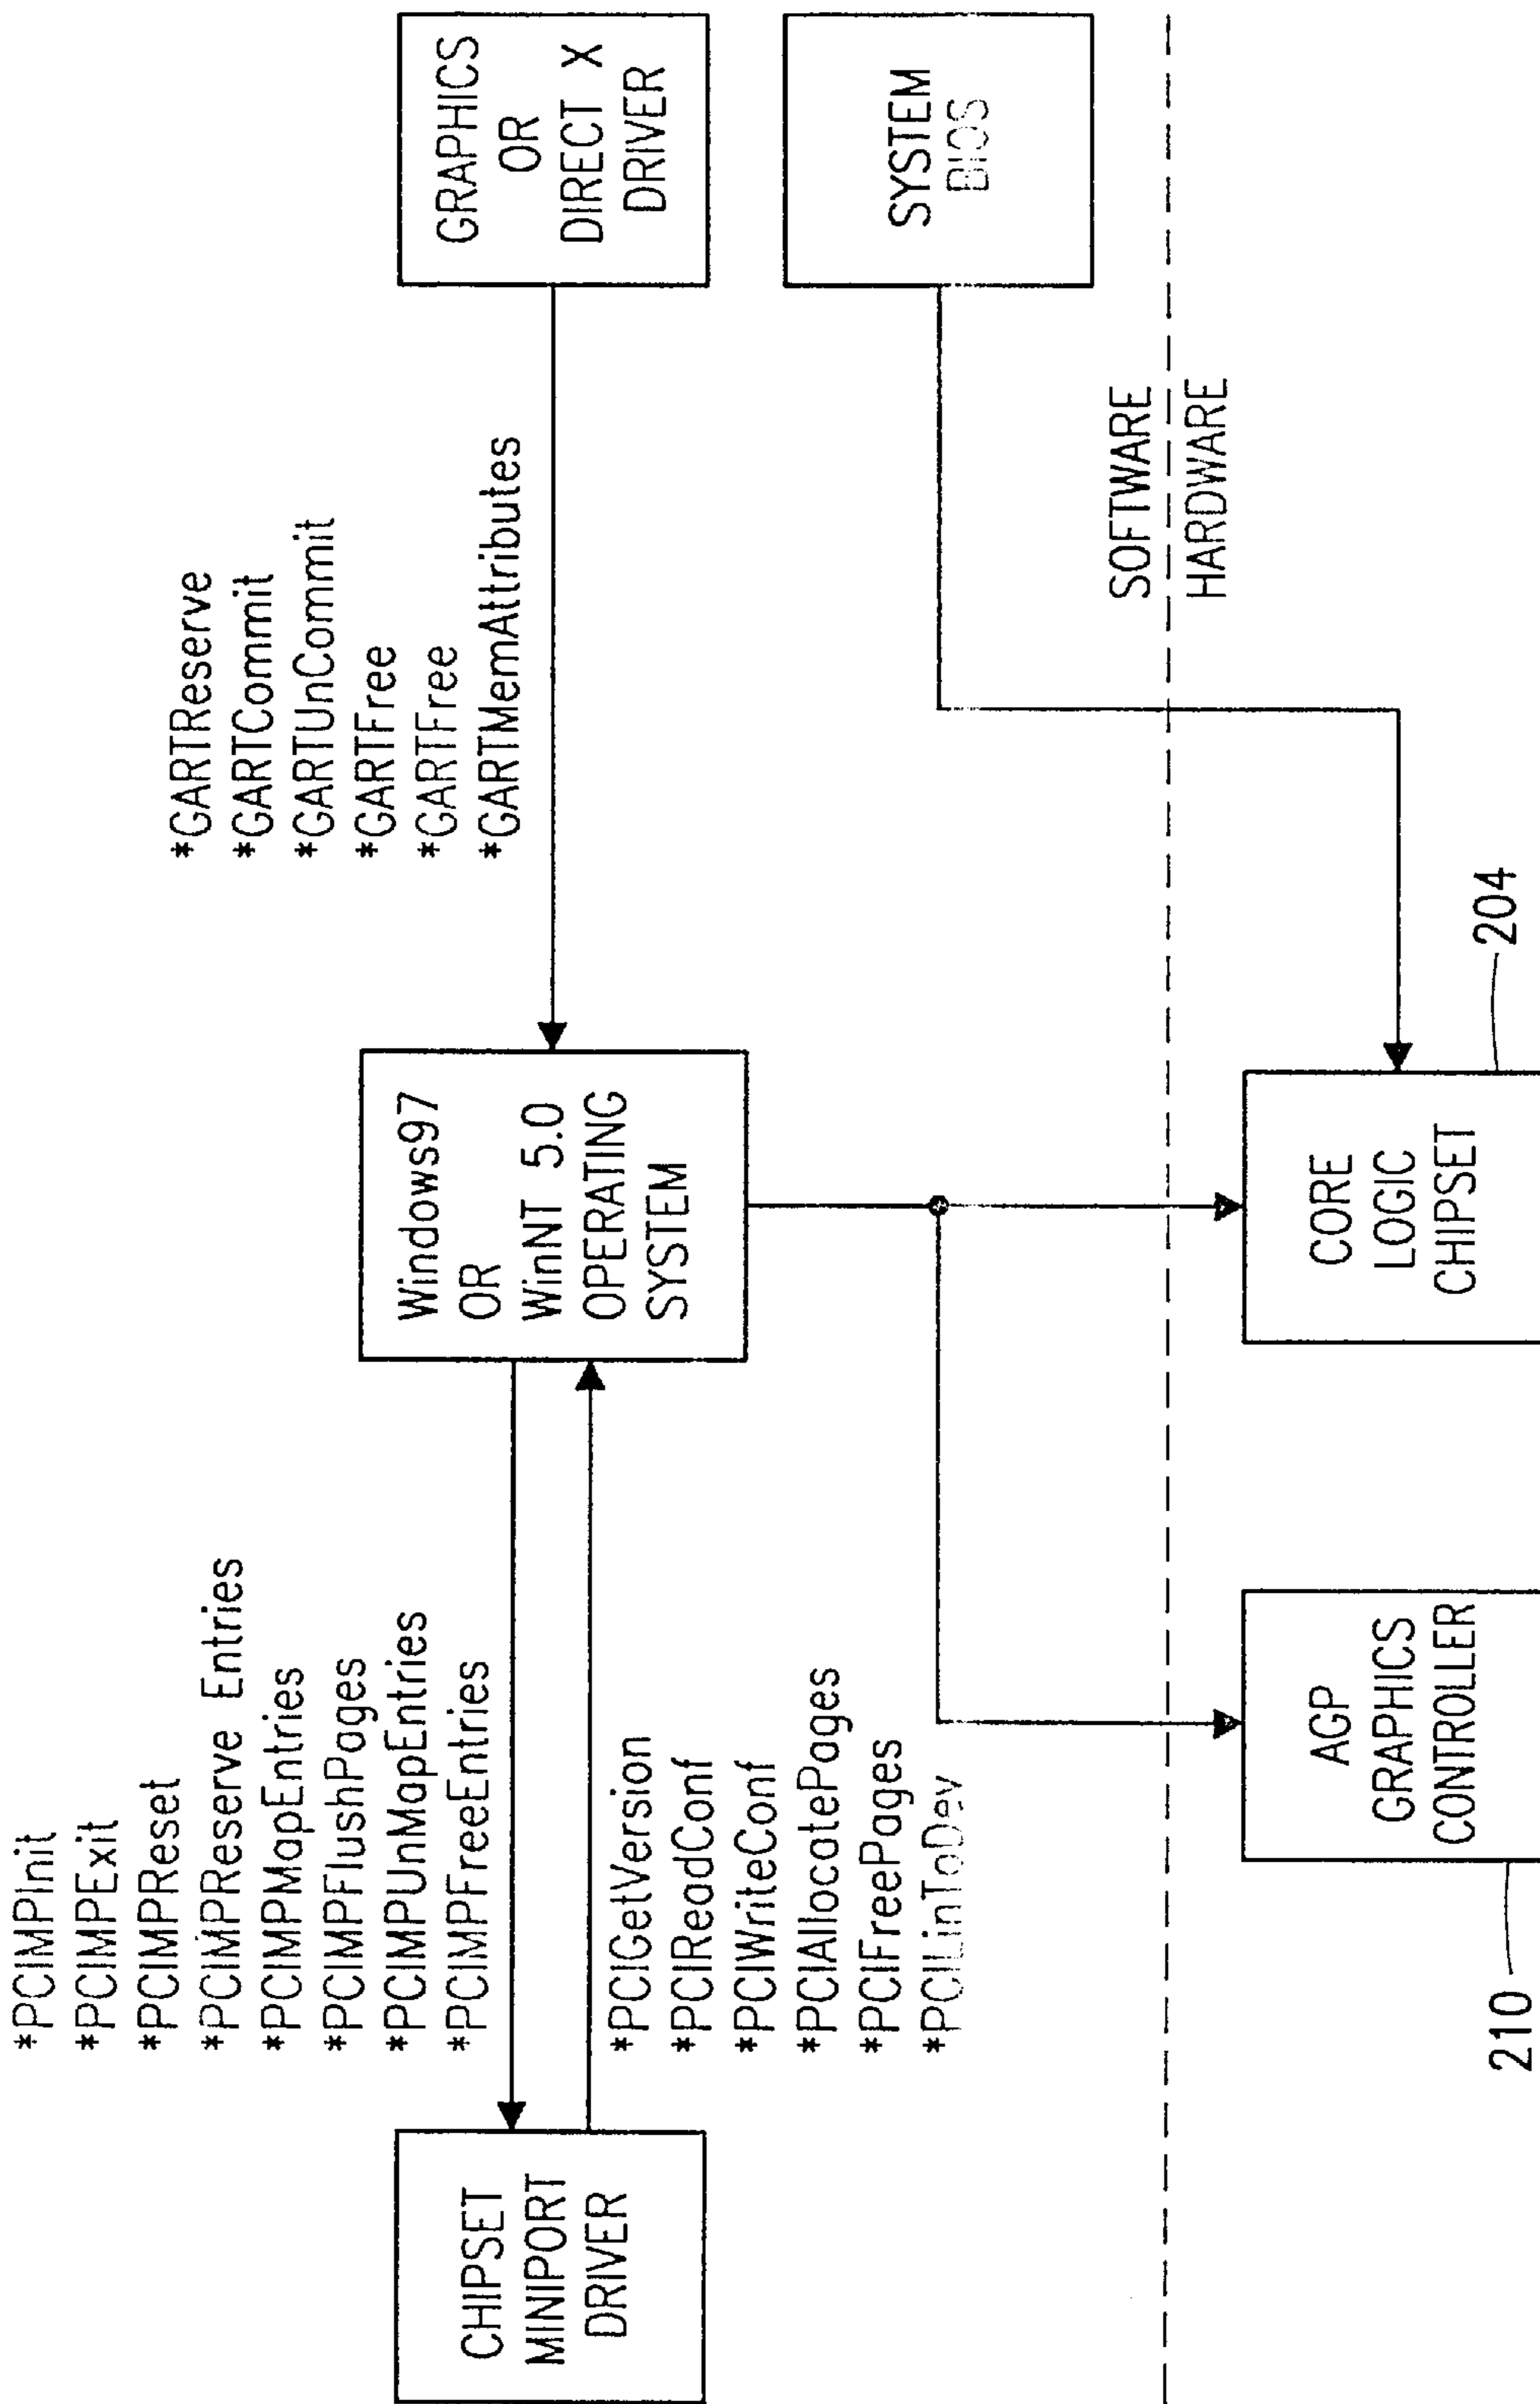 *PCIMPInit
*PCIMPExit
*PCIMPReset
*PCIMPReserve Entries
*PCIMPMapEntries
*PCIMPFlushPages
*PCIMPUnMapEntries
*PCIMPFreeEntries
*GARTReserve
*GARTCommit
*GARTUnCommit
*GARTFree
*GARTFree
*GARTMemAttributes
CHIPSET
MINIPORT
DRIVER
Windows97
OR
WinNT 5.0
OPERATING
SYSTEM
GRAPHICS
OR
DIRECT X
DRIVER
*PCIGetVersion
*PCIReadConf
*PCIWriteConf
*PCIAllocatePages
*PCIFreePages
*PCILinToDev
SYSTEM
BIOS
SOFTWARE
HARDWARE
AGP
GRAPHICS
CONTROLLER
210
CORE
LOGIC
CHIPSET
204